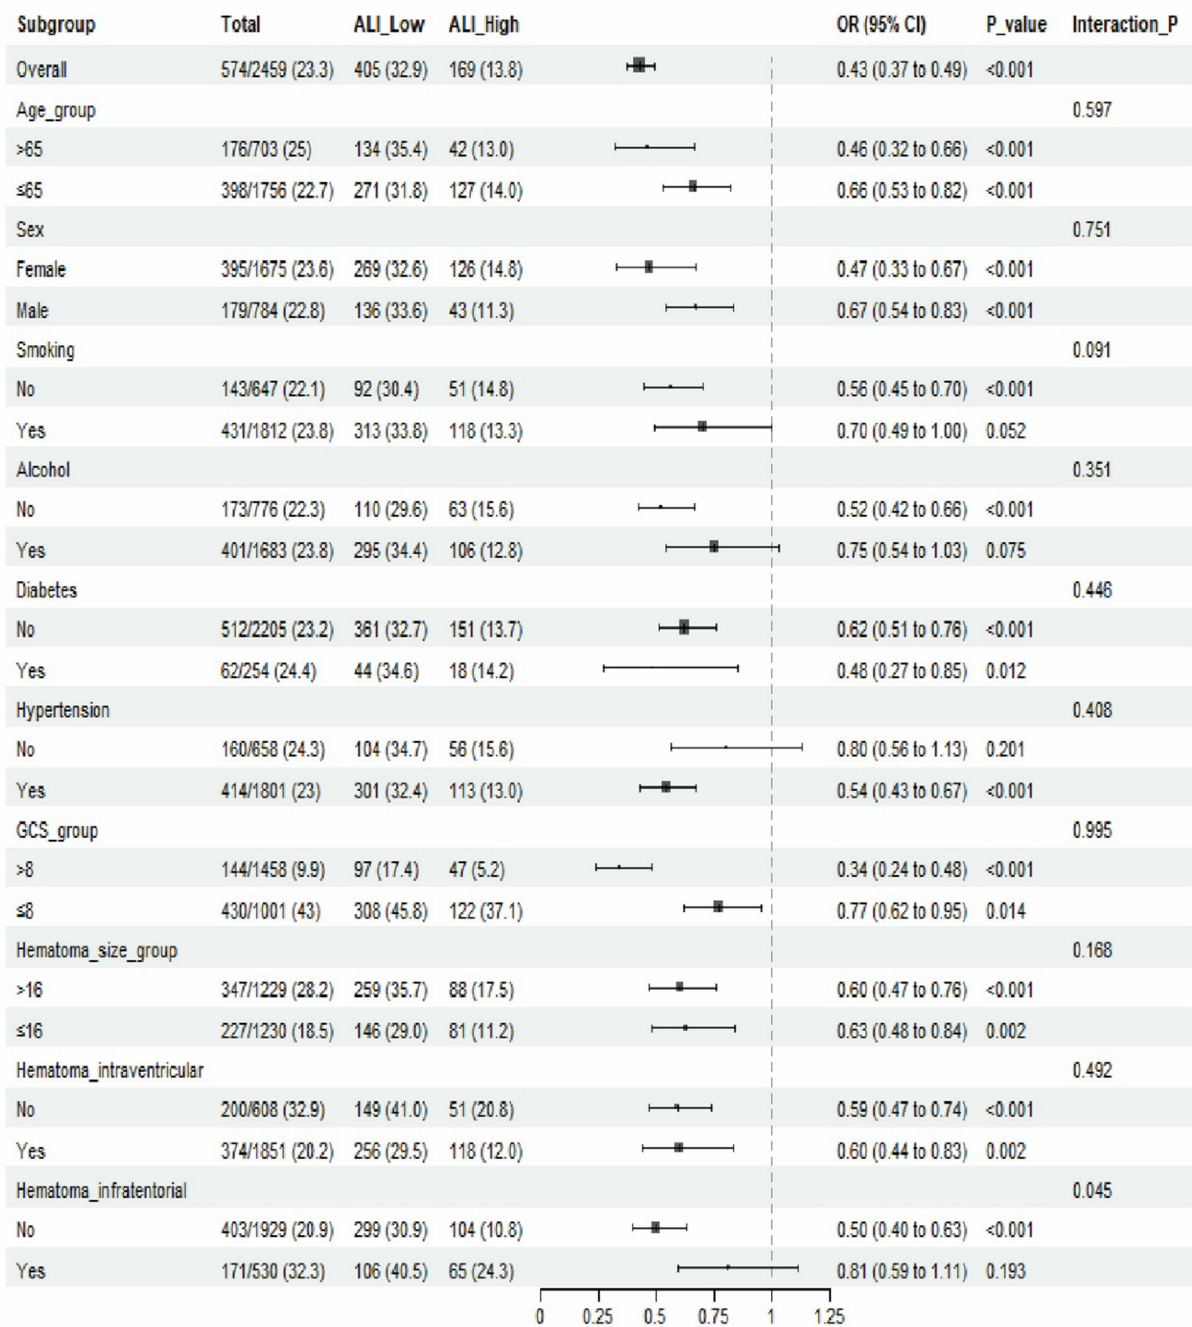 Subgroup Total ALI_Low ALI_High OR (95% CI) P_value Interaction_P
Overall 574/2459 (23.3) 405 (32.9) 169 (13.8) 0.43 (0.37 to 0.49) <0.001
Age_group 0.597
>65 176/703 (25) 134 (35.4) 42 (13.0) 0.46 (0.32 to 0.66) <0.001
≤65 398/1756 (22.7) 271 (31.8) 127 (14.0) 0.66 (0.53 to 0.82) <0.001
Sex 0.751
Female 395/1675 (23.6) 269 (32.6) 126 (14.8) 0.47 (0.33 to 0.67) <0.001
Male 179/784 (22.8) 136 (33.6) 43 (11.3) 0.67 (0.54 to 0.83) <0.001
Smoking 0.091
No 143/647 (22.1) 92 (30.4) 51 (14.8) 0.56 (0.45 to 0.70) <0.001
Yes 431/1812 (23.8) 313 (33.8) 118 (13.3) 0.70 (0.49 to 1.00) 0.052
Alcohol 0.351
No 173/776 (22.3) 110 (29.6) 63 (15.6) 0.52 (0.42 to 0.66) <0.001
Yes 401/1683 (23.8) 295 (34.4) 106 (12.8) 0.75 (0.54 to 1.03) 0.075
Diabetes 0.446
No 512/2205 (23.2) 361 (32.7) 151 (13.7) 0.62 (0.51 to 0.76) <0.001
Yes 62/254 (24.4) 44 (34.6) 18 (14.2) 0.48 (0.27 to 0.85) 0.012
Hypertension 0.408
No 160/658 (24.3) 104 (34.7) 56 (15.6) 0.80 (0.56 to 1.13) 0.201
Yes 414/1801 (23) 301 (32.4) 113 (13.0) 0.54 (0.43 to 0.67) <0.001
GCS_group 0.995
>8 144/1458 (9.9) 97 (17.4) 47 (5.2) 0.34 (0.24 to 0.48) <0.001
≤8 430/1001 (43) 308 (45.8) 122 (37.1) 0.77 (0.62 to 0.95) 0.014
Hematoma_size_group 0.168
>16 347/1229 (28.2) 259 (35.7) 88 (17.5) 0.60 (0.47 to 0.76) <0.001
≤16 227/1230 (18.5) 146 (29.0) 81 (11.2) 0.63 (0.48 to 0.84) 0.002
Hematoma_intraventricular 0.492
No 200/608 (32.9) 149 (41.0) 51 (20.8) 0.59 (0.47 to 0.74) <0.001
Yes 374/1851 (20.2) 256 (29.5) 118 (12.0) 0.60 (0.44 to 0.83) 0.002
Hematoma_infratentorial 0.045
No 403/1929 (20.9) 299 (30.9) 104 (10.8) 0.50 (0.40 to 0.63) <0.001
Yes 171/530 (32.3) 106 (40.5) 65 (24.3) 0.81 (0.59 to 1.11) 0.193
0 0.25 0.5 0.75 1 1.25